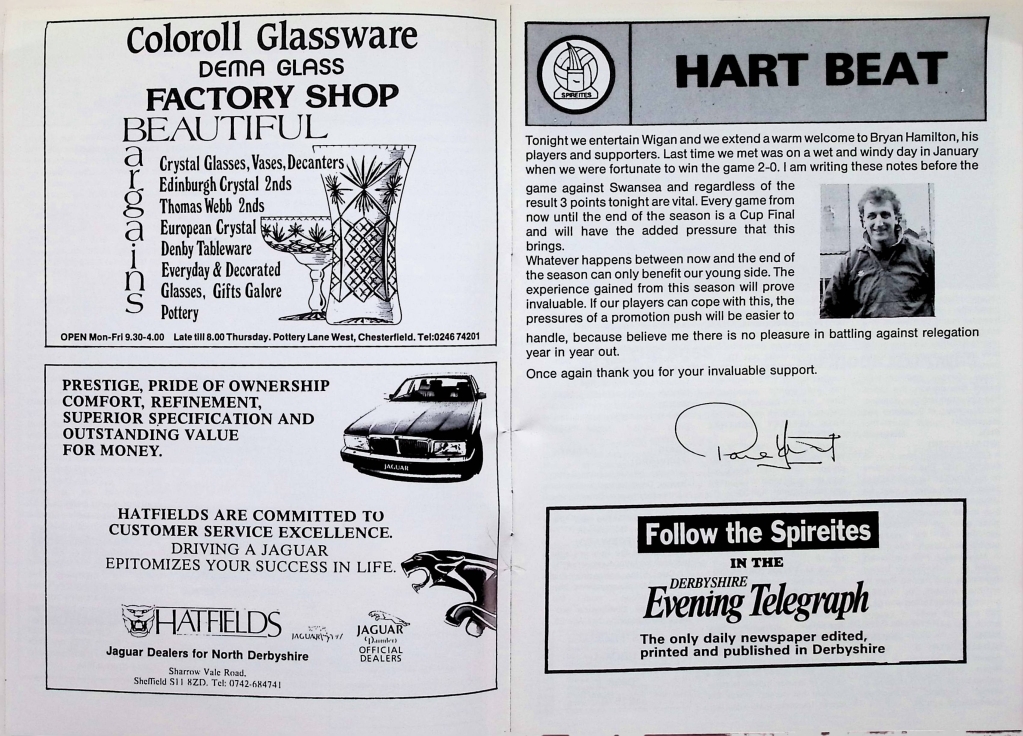 Coloroll Glassware
DEMA GLASS
FACTORY SHOP
BEAUTIFUL
argains
Crystal Glasses, Vases, Decanters
Edinburgh Crystal 2nds
Thomas Webb 2nds
European Crystal
Denby Tableware
Everyday & Decorated
Glasses, Gifts Galore
Pottery
OPEN Mon-Fri 9.30-4.00 Late till 8.00 Thursday. Pottery Lane West, Chesterfield. Tel:0246 74201
PRESTIGE, PRIDE OF OWNERSHIP
COMFORT, REFINEMENT,
SUPERIOR SPECIFICATION AND
OUTSTANDING VALUE
FOR MONEY.
JAGUAR
HATFIELDS ARE COMMITTED TO
CUSTOMER SERVICE EXCELLENCE.
DRIVING A JAGUAR
EPITOMIZES YOUR SUCCESS IN LIFE.
HATFIELDS
JAGUAR
Daimler
OFFICIAL
DEALERS
Jaguar Dealers for North Derbyshire
Sharrow Vale Road,
Sheffield S11 8ZD. Tel: 0742-684741
SPIREITES
HART BEAT
Tonight we entertain Wigan and we extend a warm welcome to Bryan Hamilton, his
players and supporters. Last time we met was on a wet and windy day in January
when we were fortunate to win the game 2-0. I am writing these notes before the
game against Swansea and regardless of the
result 3 points tonight are vital. Every game from
now until the end of the season is a Cup Final
and will have the added pressure that this
brings.
Whatever happens between now and the end of
the season can only benefit our young side. The
experience gained from this season will prove
invaluable. If our players can cope with this, the
pressures of a promotion push will be easier to
handle, because believe me there is no pleasure in battling against relegation
year in year out.
Once again thank you for your invaluable support.
Follow the Spireites
IN THE
DERBYSHIRE
Evening Telegraph
The only daily newspaper edited,
printed and published in Derbyshire